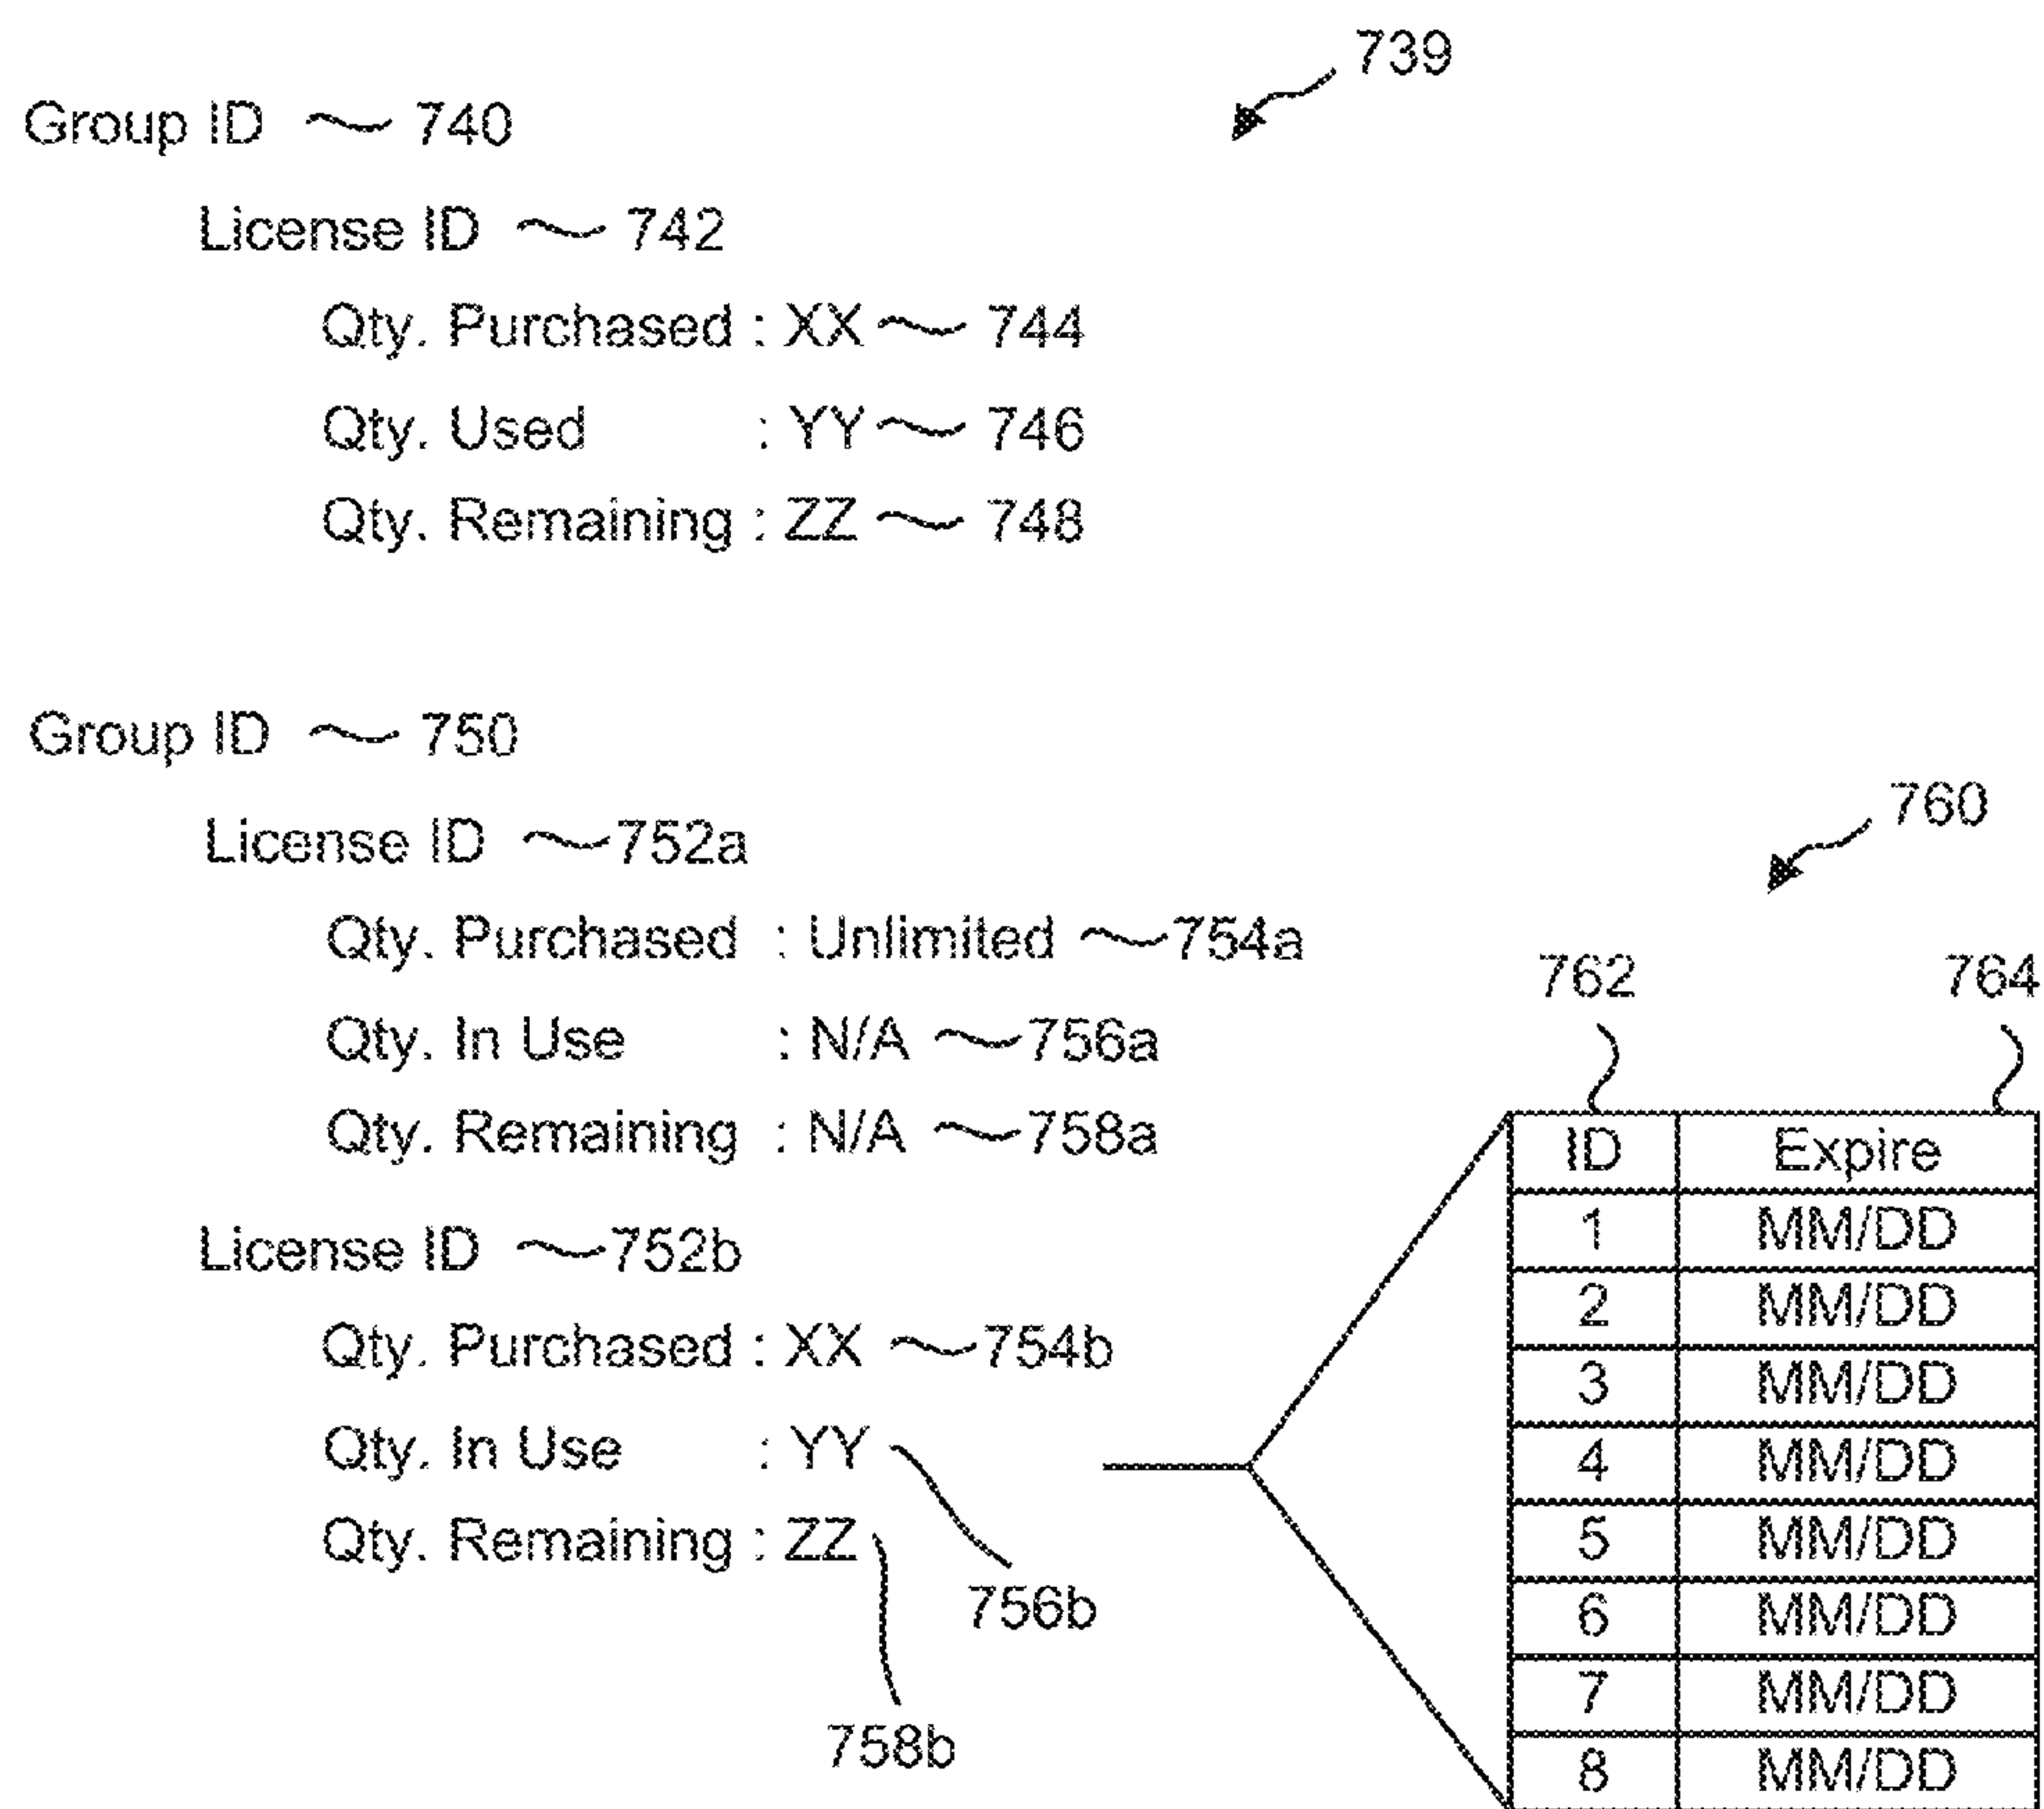 739
Group ID 740
License ID 742
Qty. Purchased : XX 744
Qty. Used : YY 746
Qty. Remaining : ZZ 748
Group ID 750
760
License ID 752a
Qty. Purchased : Unlimited 754a
762 764
Qty. In Use : N/A 756a
Qty. Remaining : N/A 758a
License ID 752b
Qty. Purchased : XX 754b
Qty. In Use : YY
Qty. Remaining : ZZ
756b
758b
ID Expire
1 MM/DD
2 MM/DD
3 MM/DD
4 MM/DD
5 MM/DD
6 MM/DD
7 MM/DD
8 MM/DD